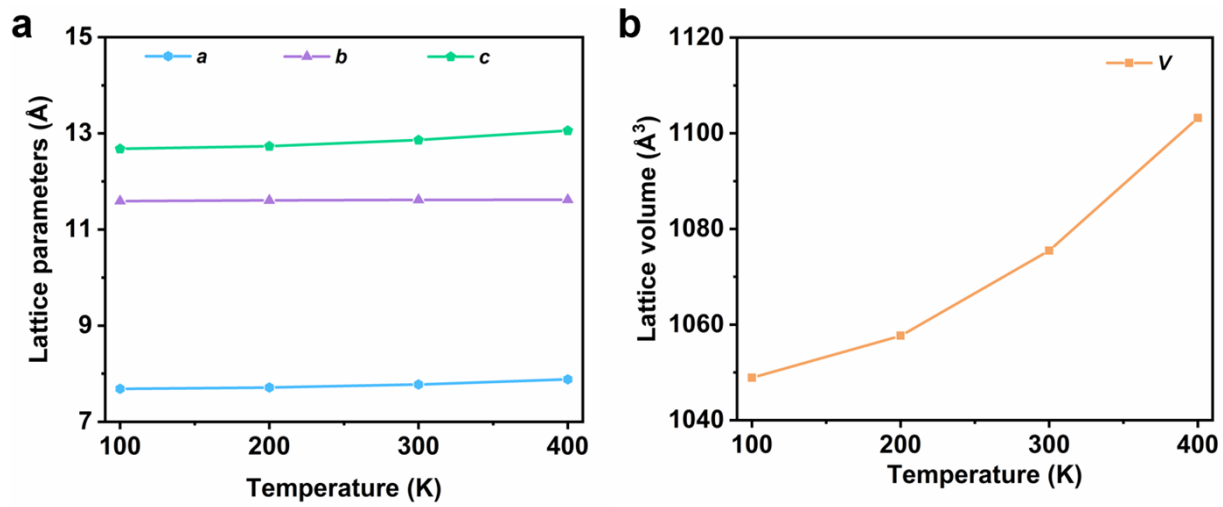 a
15
13
11
9
7
Lattice parameters (Å)
a
b
c
100
200
300
400
Temperature (K)
b
1120
1100
1080
1060
1040
Lattice volume (Å³)
V
100
200
300
400
Temperature (K)